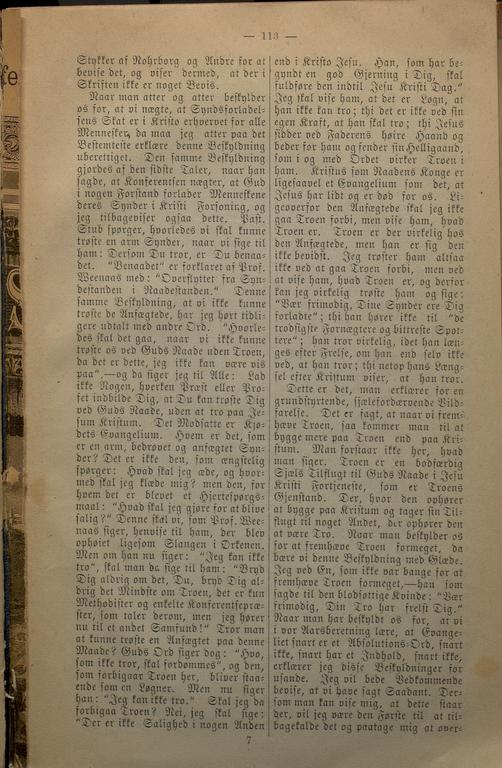 — 113 —
Stykker af Rohrborg og Andre for at
bevise det, og viser dermed, at der i
Skriften ikke er noget Bevis.
Naar man atter og atter beskylder
os for, at vi nægte, at Syndsforladel-
sens Skat er i Kristo erhvervet for alle
Mennesker, da maa jeg atter paa det
Bestemteste erklære denne Beskyldning
uberettiget. Den samme Beskyldning
gjordes af den sidste Taler, naar han
sagde, at Konferentsen nægter, at Gud
i nogen Forstand forlader Menneskene
deres Synder i Kristi Forsoning, og
jeg tilbageviser ogsaa dette. Past.
Stub spørger, hvorledes vi skal kunne
trøste en arm Synder, naar vi sige til
ham: Dersom Du tror, er Du benaa-
det. "Benaadet" er forklaret af Prof.
Weenaas med: "Overflyttet fra Syn-
destanden i Naadestanden." Denne
samme Beskyldning, at vi ikke kunne
trøste de Anfægtede, har jeg hørt tidli-
gere udtalt med andre Ord. "Hvorle-
des skal det gaa, naar vi ikke kunne
trøste os ved Guds Naade uden Troen,
da det er dette, jeg ikke kan være vis
paa",—og da siger jeg til Alle: Lad
ikke Nogen, hverken Præst eller Pro-
fet indbilde Dig, at Du kan trøste Dig
ved Guds Naade, uden at tro paa Je-
sum Kristum. Det Modsatte er Kjø-
dets Evangelium. Hvem er det, som
er en arm, bedrøvet og anfægtet Syn-
der? Det er ikke den, som ængstelig
spørger: Hvad skal jeg æde, og hvor-
med skal jeg klæde mig? men den, for
hvem det er blevet et Hjertespørgs-
maal: "Hvad skal jeg gjøre for at blive
salig?" Denne skal vi, som Prof. Wee-
naas siger, henvise til ham, der blev
ophøiet ligesom Slangen i Ørkenen.
Men om han nu siger: "Jeg kan ikke
tro", skal man da sige til ham: "Bryd
Dig aldrig om det, Du, bryd Dig al-
drig det Mindste om Troen, det er kun
Methodister og enkelte Konferentsepræ-
ster, som taler derom, men jeg hører
nu til et andet Samfund!" Tror man
at kunne trøste en Anfægtet paa denne
Maade? Guds Ord siger dog: "Hvo,
som ikke tror, skal fordømmes", og den,
som forbigaar Troen her, bliver staa-
ende som en Løgner. Men nu siger
han: "Jeg kan ikke tro." Skal jeg da
forbigaa Troen? Nei, jeg skal sige:
"Der er ikke Salighed i nogen Anden
end i Kristo Jesu. Han, som har be-
gyndt en god Gjerning i Dig, skal
fuldføre den indtil Jesu Kristi Dag."
Jeg skal vise ham, at det er Løgn, at
han ikke kan tro; thi det er ikke ved sin
egen Kraft, at han skal tro; thi Jesus
sidder ved Faderens høire Haand og
beder for ham og sender sin Helligaand,
som i og med Ordet virker Troen i
ham. Kristus som Naadens Konge er
ligesaavel et Evangelium som det, at
Jesus har lidt og er død for os. Li-
geoverfor den Anfægtede skal jeg ikke
gaa Troen forbi, men vise ham, hvad
Troen er. Troen er der virkelig hos
den Anfægtede, men han er sig den
ikke bevidst. Jeg trøster ham altsaa
ikke ved at gaa Troen forbi, men ved
at vise ham, hvad Troen er, og derfor
kan jeg virkelig trøste ham og sige:
"Vær frimodig, Dine Synder ere Dig
forladte"; thi han hører ikke til "de
trodsigste Fornægtere og bittreste Spot-
tere"; han tror virkelig, idet han læn-
ges efter Frelse, om han end selv ikke
ved, at han tror; thi netop hans Læng-
sel efter Kristum viser, at han tror.
Dette er det, man erklærer for en
grundstyrtende, sjælefordærvende Vild-
farelse. Det er sagt, at naar vi frem-
hæve Troen, saa kommer man til at
bygge mere paa Troen end paa Kri-
stum. Man forstaar ikke her, hvad
man siger. Troen er en bodfærdig
Sjæls Tilflugt til Guds Naade i Jesu
Kristi Fortjeneste, som er Troens
Gjenstand. Der, hvor den ophører
at bygge paa Kristum og tager sin Til-
flugt til noget Andet, der ophører den
at være Tro. Naar man beskylder os
for at fremhæve Troen formeget, da
bære vi denne Beskyldning med Glæde.
Jeg ved En, som ikke var bange for at
fremhæve Troen formeget,—han som
sagde til den blodsottige Kvinde: "Vær
frimodig, Din Tro har frelst Dig."
Naar man har beskyldt os for, at vi
i vor Aarsberetning lære, at Evange-
liet snart er et Absolutions-Ord, snart
ikke, snart har et Indhold, snart ikke,
erklærer jeg disse Beskyldninger for
usande. Jeg vil bede Vedkommende
bevise, at vi have sagt Saadant. Der-
som man kan vise mig, at dette staar
der, vil jeg være den Første til at til-
bagekalde det og paatage mig at over-
7